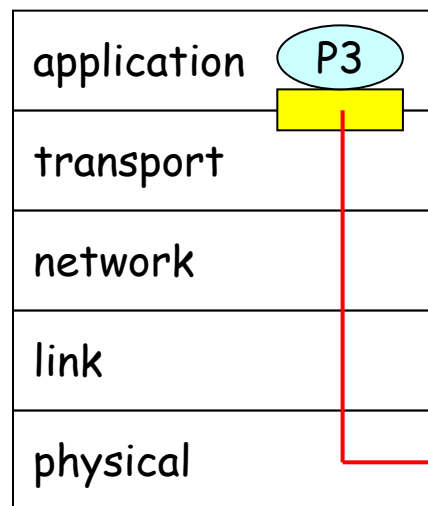 application P3
transport
network
link
physical